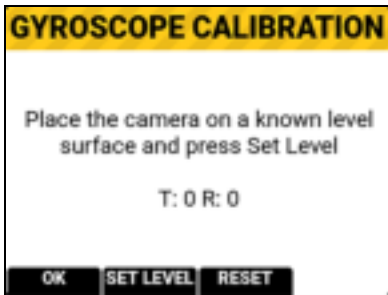 GYROSCOPE CALIBRATION
Place the camera on a known level
surface and press Set Level
T: 0 R: 0
OK SET LEVEL RESET